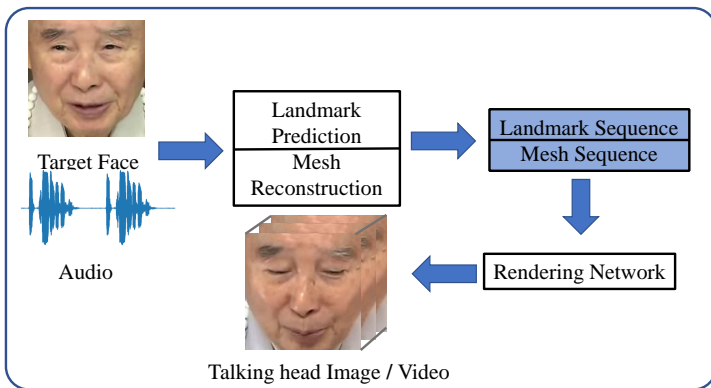 Target Face
Audio
Landmark
Prediction
Mesh
Reconstruction
Landmark Sequence
Mesh Sequence
Rendering Network
Talking head Image / Video